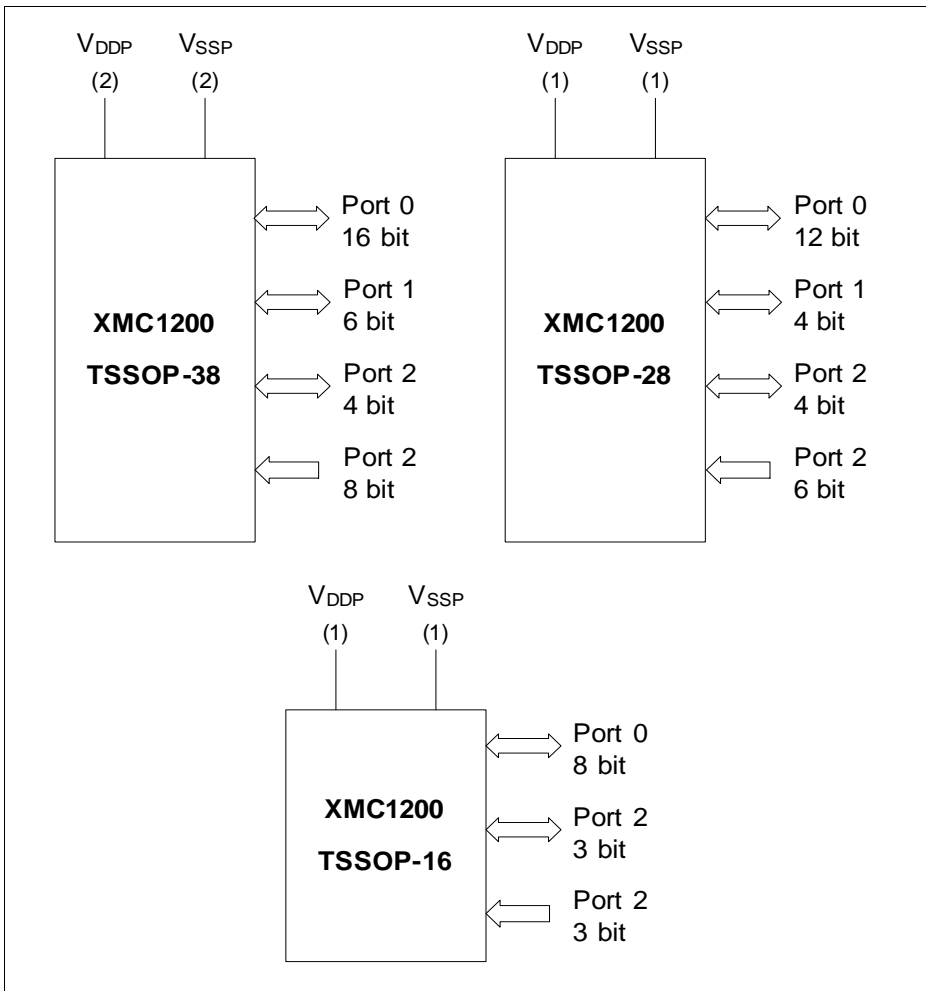 VDDP VSSP
(2) (2)
XMC1200
TSSOP-38
Port 0
16 bit
Port 1
6 bit
Port 2
4 bit
Port 2
8 bit
VDDP VSSP
(1) (1)
XMC1200
TSSOP-28
Port 0
12 bit
Port 1
4 bit
Port 2
4 bit
Port 2
6 bit
VDDP VSSP
(1) (1)
XMC1200
TSSOP-16
Port 0
8 bit
Port 2
3 bit
Port 2
3 bit